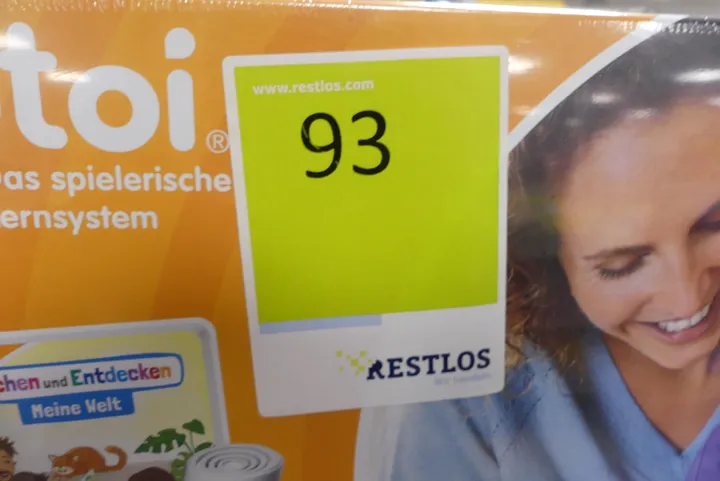 toi®
as spielerische
ernsystem
www.restlos.com
93
RESTLOS
chen und Entdecken
Meine Welt